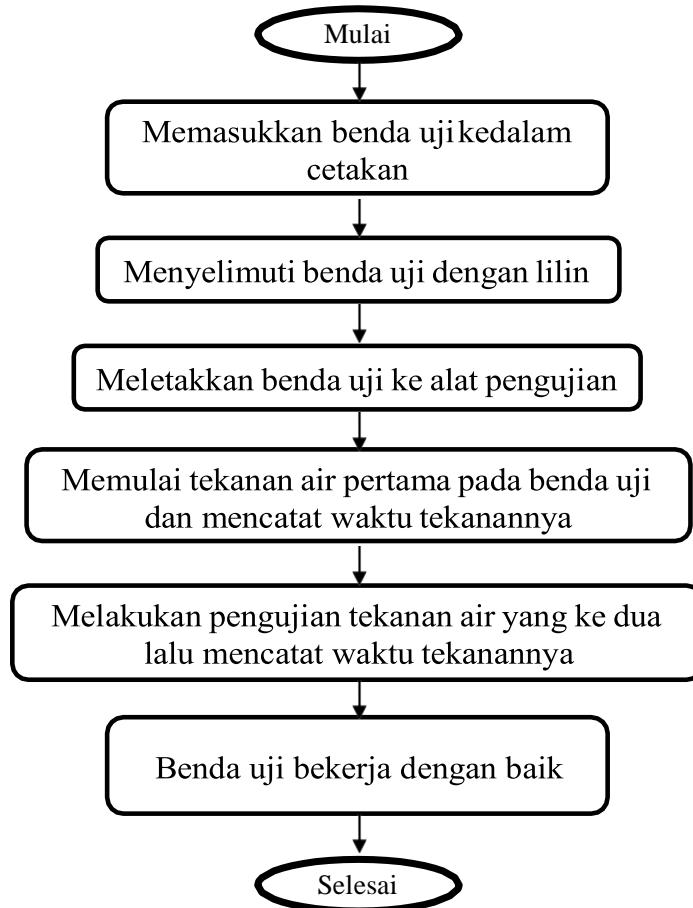 Mulai
Memasukkan benda uji kedalam
cetakan
Menyelimuti benda uji dengan lilin
Meletakkan benda uji ke alat pengujian
Memulai tekanan air pertama pada benda uji
dan mencatat waktu tekanannya
Melakukan pengujian tekanan air yang ke dua
lalu mencatat waktu tekanannya
Benda uji bekerja dengan baik
Selesai